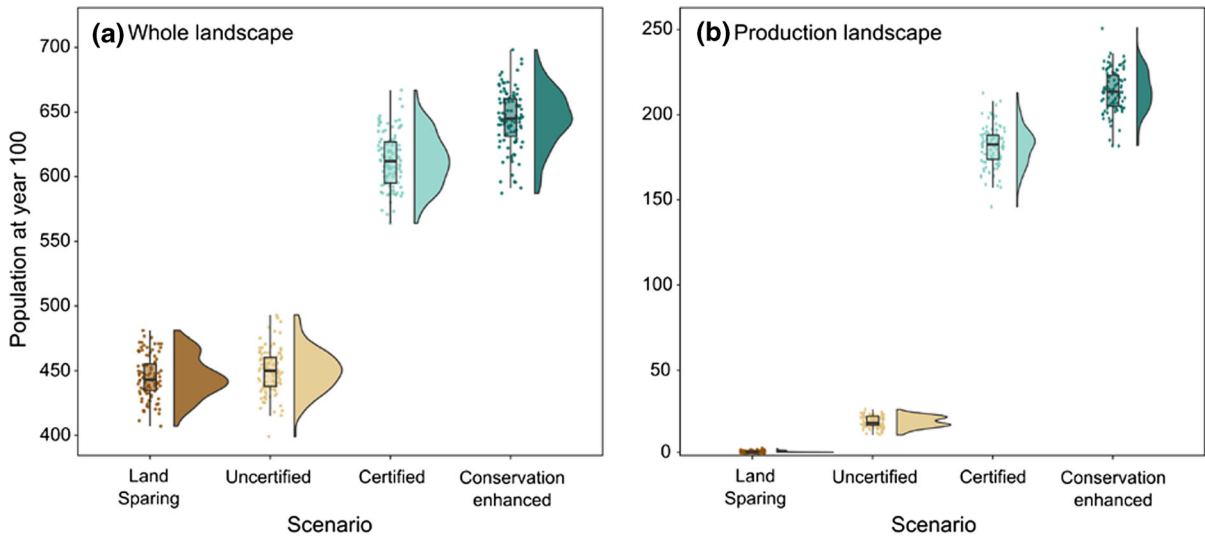 (a) Whole landscape
Population at year 100
700
650
600
550
500
450
400
Land Sparing
Uncertified
Certified
Conservation enhanced
Scenario
(b) Production landscape
250
200
150
100
50
0
Land Sparing
Uncertified
Certified
Conservation enhanced
Scenario